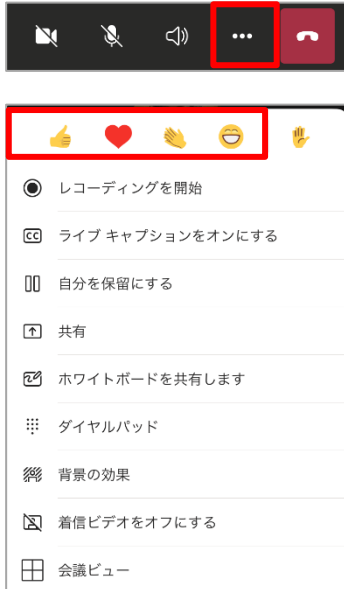 レコーディングを開始
CC ライブ キャプションをオンにする
自分を保留にする
共有
ホワイトボードを共有します
ダイヤルパッド
背景の効果
着信ビデオをオフにする
会議ビュー